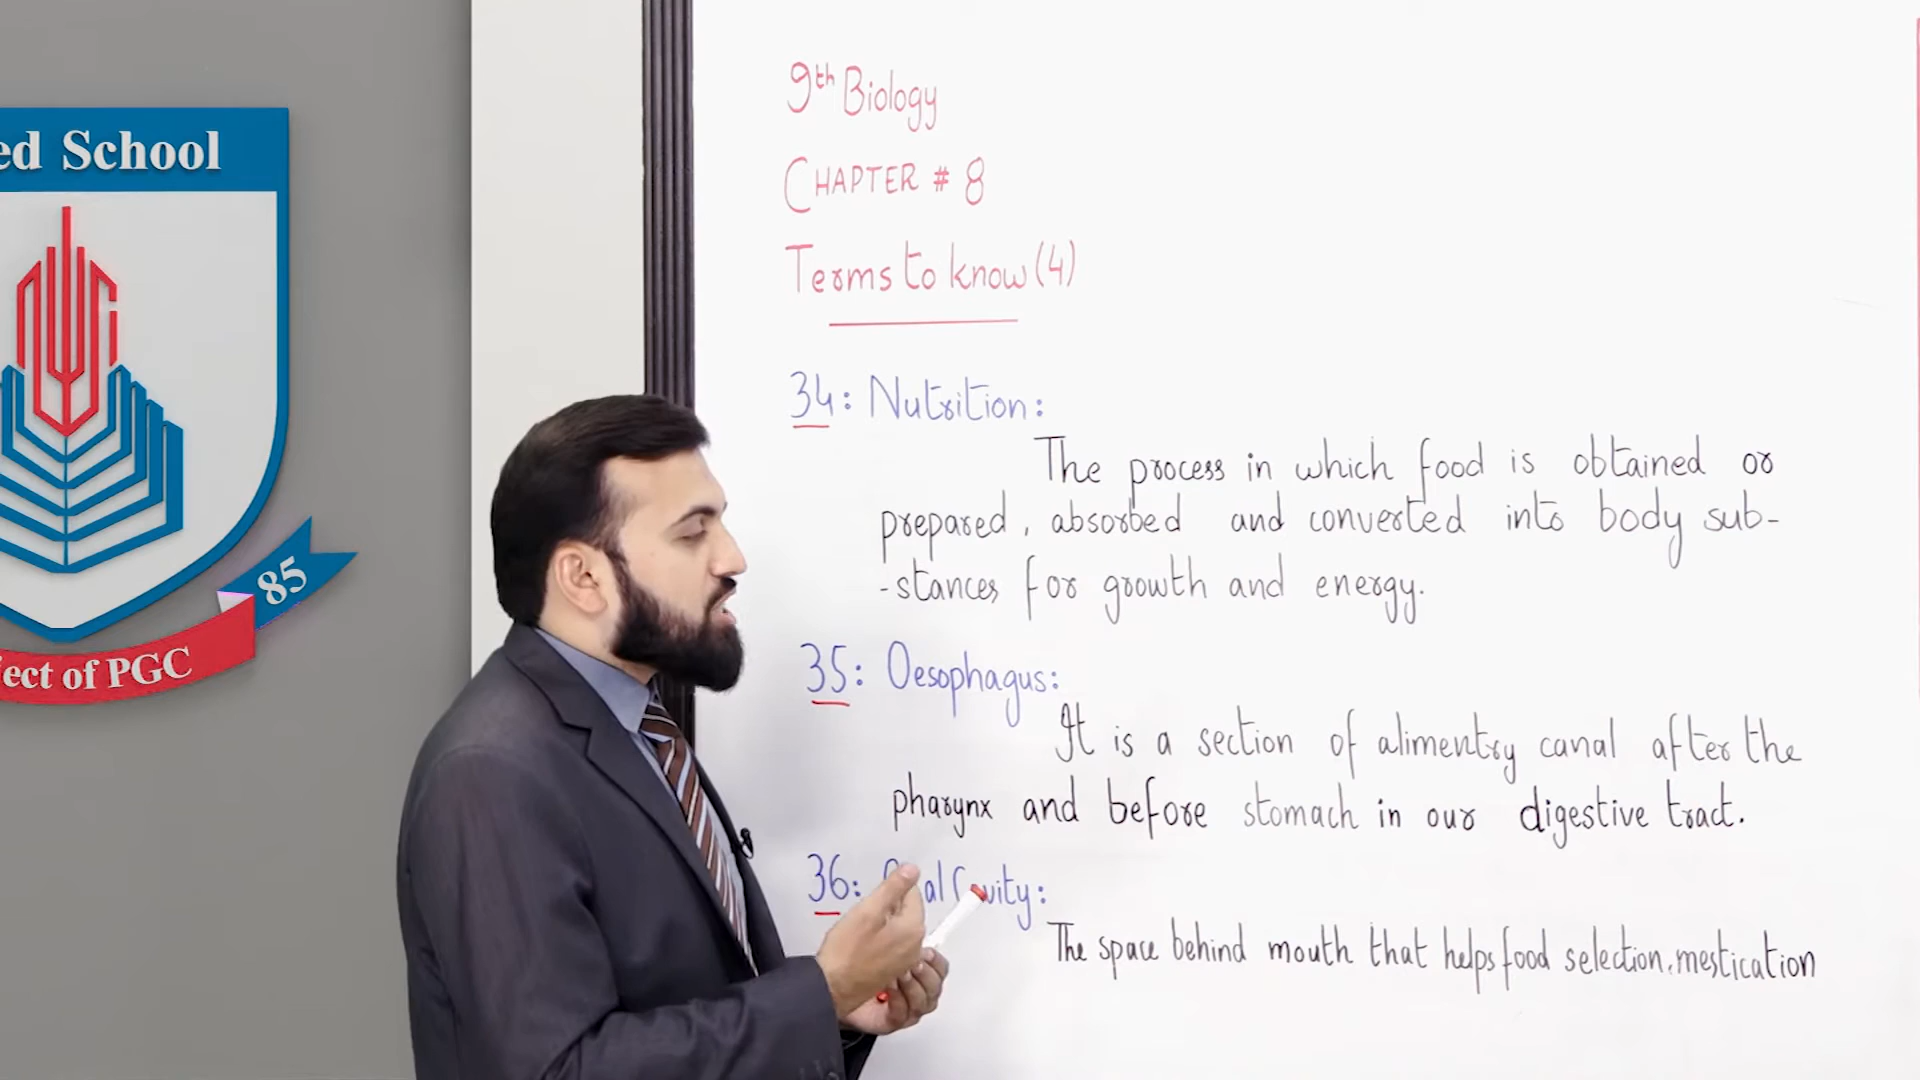 ed School
85
ject of PGC
9th Biology
CHAPTER # 8
Terms to know (4)
34: Nutrition:
The process in which food is obtained or
prepared, absorbed and converted into body sub-
-stances for growth and energy.
35: Oesophagus:
It is a section of alimentry canal after the
pharynx and before stomach in our digestive tract.
36: Cavity:
The space behind mouth that helps food selection, mestication